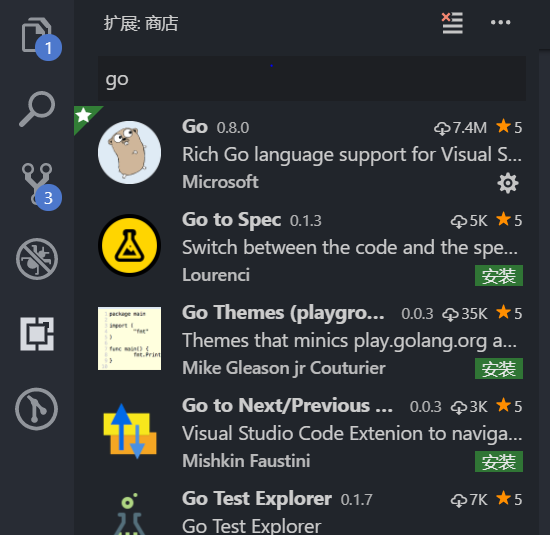 扩展: 商店
1
go
Go 0.8.0 7.4M 5
Rich Go language support for Visual S...
Microsoft
3
Go to Spec 0.1.3 5K 5
Switch between the code and the spe...
Lourenci 安装
package main
import (
"fmt"
)
func main() {
fmt.Print
}
Go Themes (playgro... 0.0.3 35K 5
Themes that minics play.golang.org a...
Mike Gleason jr Couturier 安装
Go to Next/Previous ... 0.0.3 3K 5
Visual Studio Code Extenion to naviga...
Mishkin Faustini 安装
Go Test Explorer 0.1.7 7K 5
Go Test Explorer